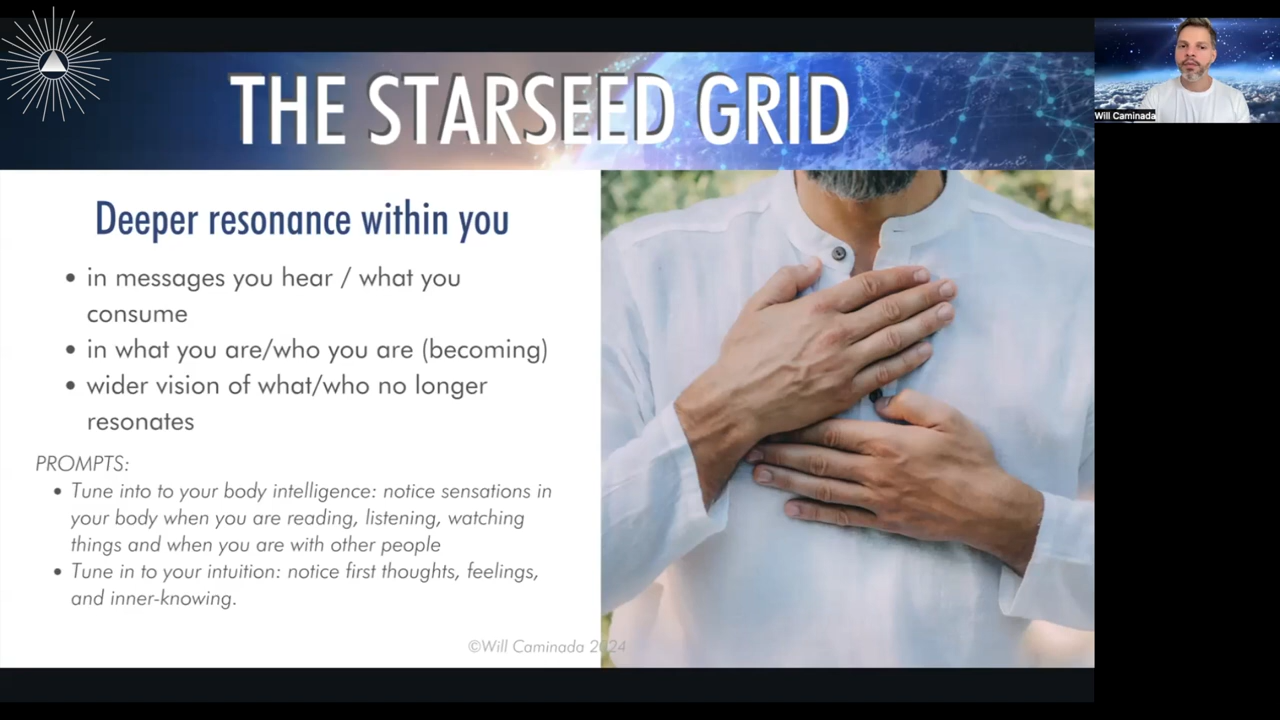 THE STARSEED GRID
Will Caminada
Deeper resonance within you
• in messages you hear / what you
consume
• in what you are/who you are (becoming)
• wider vision of what/who no longer
resonates
PROMPTS:
• Tune into to your body intelligence: notice sensations in
your body when you are reading, listening, watching
things and when you are with other people
• Tune in to your intuition: notice first thoughts, feelings,
and inner-knowing.
©Will Caminada 2024